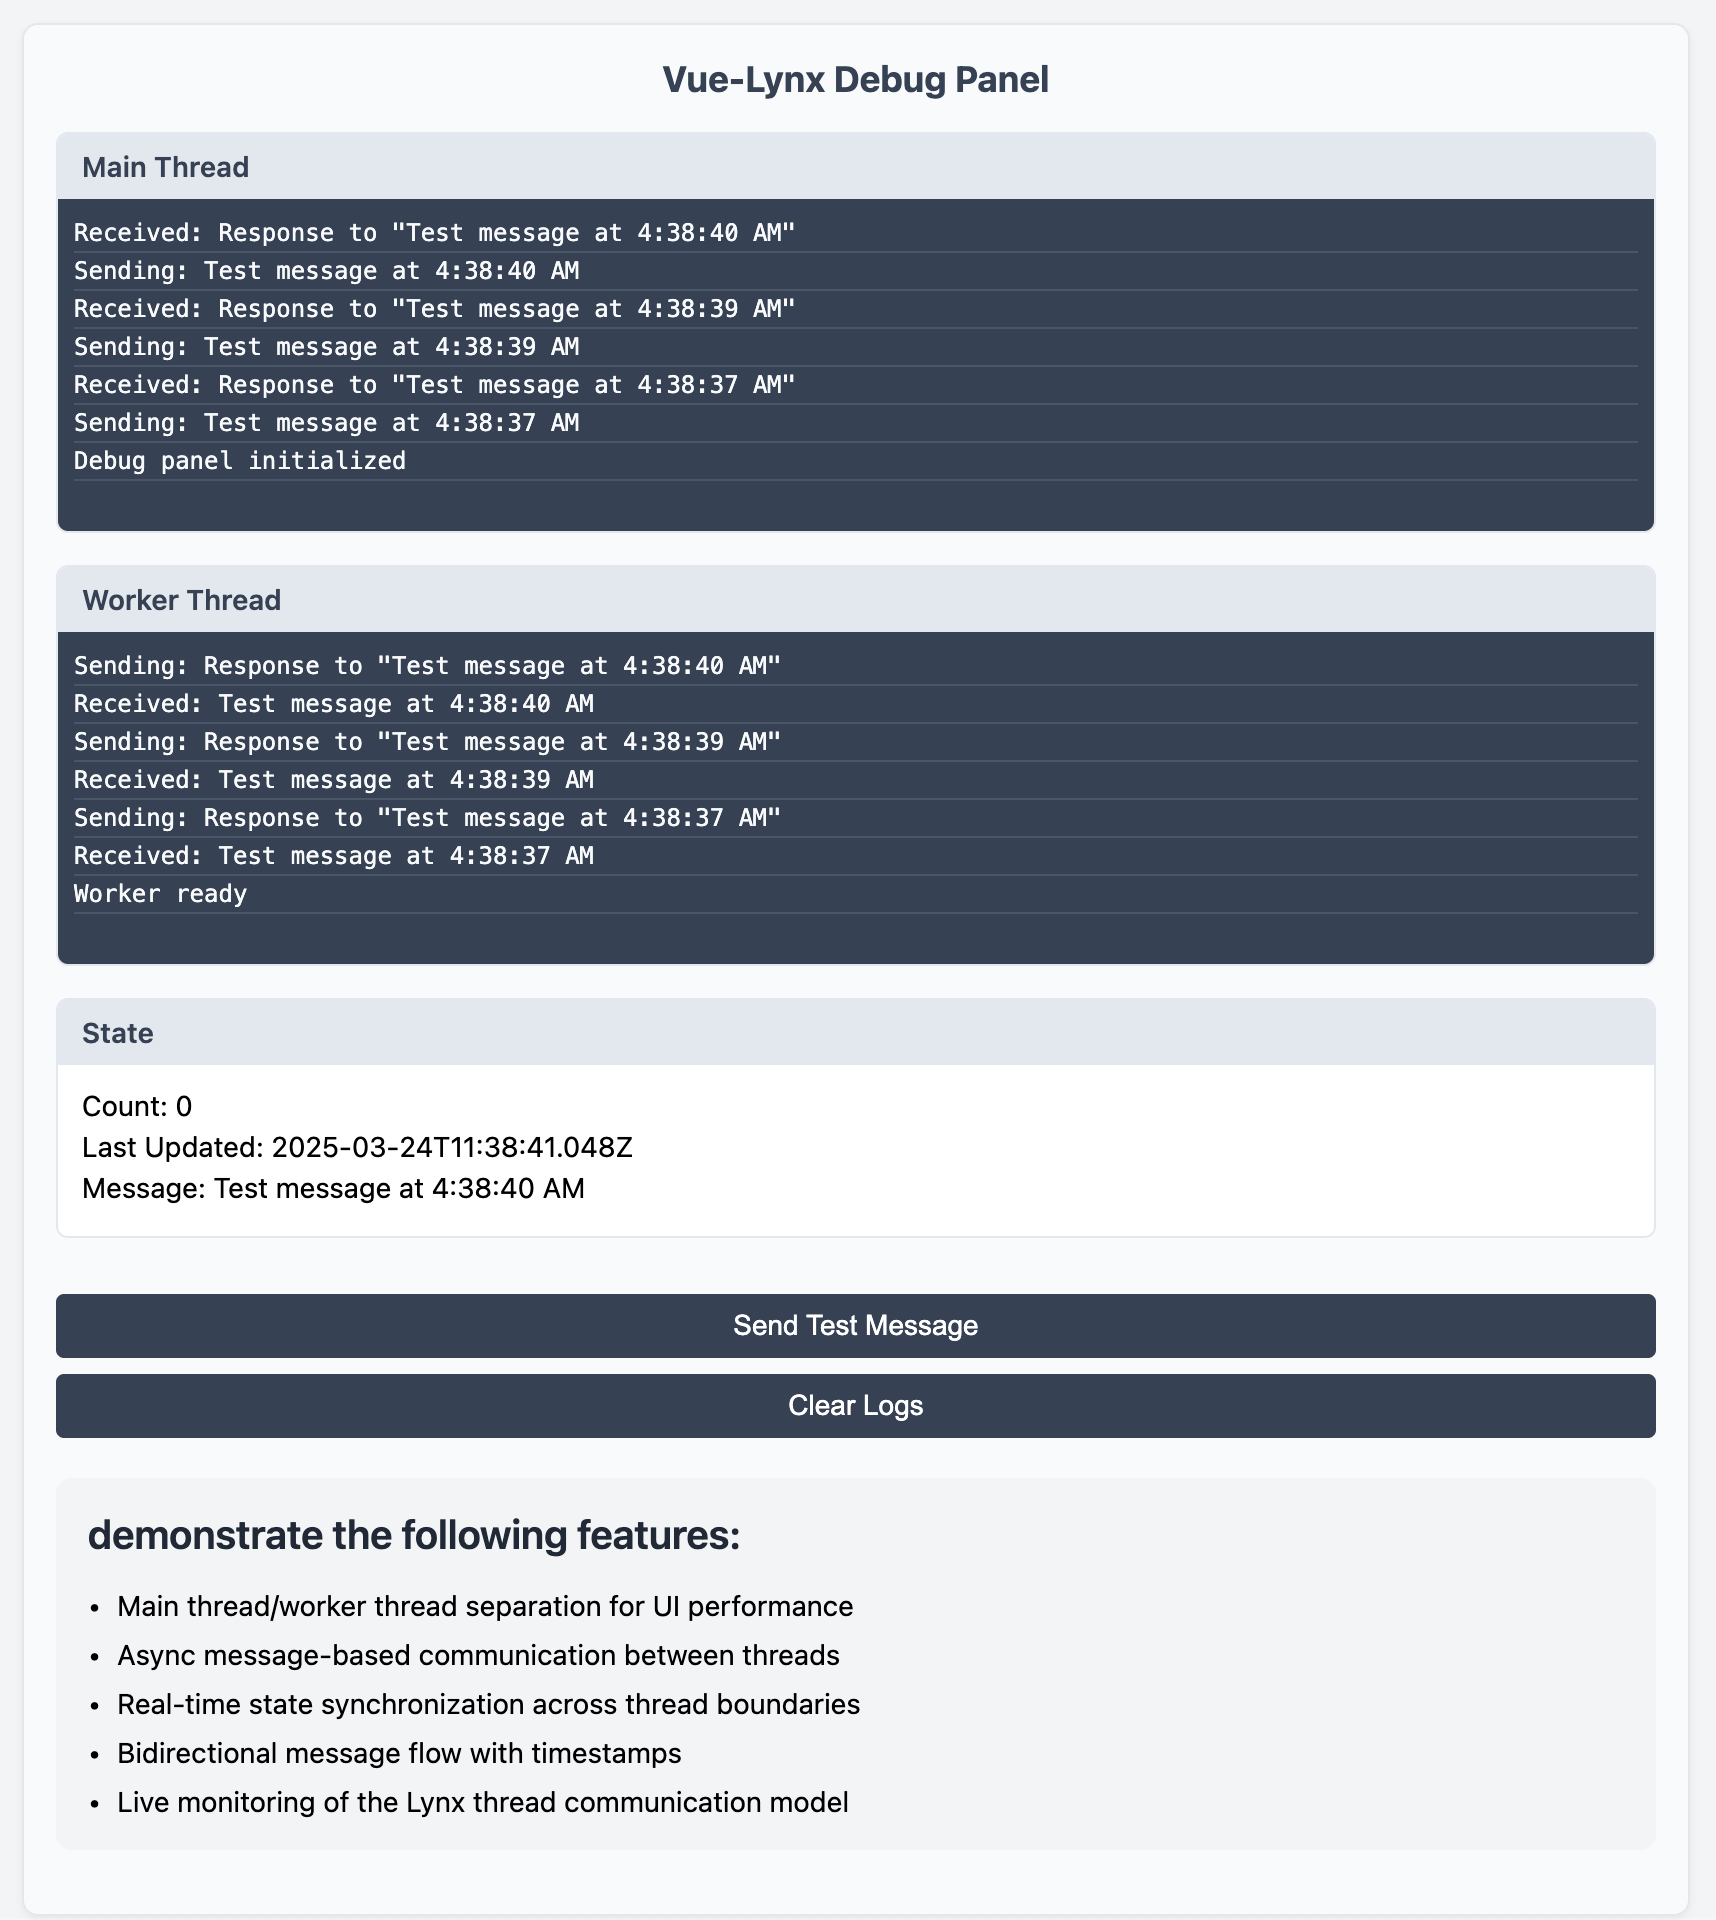 Vue-Lynx Debug Panel
Main Thread
Received: Response to "Test message at 4:38:40 AM"
Sending: Test message at 4:38:40 AM
Received: Response to "Test message at 4:38:39 AM"
Sending: Test message at 4:38:39 AM
Received: Response to "Test message at 4:38:37 AM"
Sending: Test message at 4:38:37 AM
Debug panel initialized
Worker Thread
Sending: Response to "Test message at 4:38:40 AM"
Received: Test message at 4:38:40 AM
Sending: Response to "Test message at 4:38:39 AM"
Received: Test message at 4:38:39 AM
Sending: Response to "Test message at 4:38:37 AM"
Received: Test message at 4:38:37 AM
Worker ready
State
Count: 0
Last Updated: 2025-03-24T11:38:41.048Z
Message: Test message at 4:38:40 AM
Send Test Message
Clear Logs
demonstrate the following features:
• Main thread/worker thread separation for UI performance
• Async message-based communication between threads
• Real-time state synchronization across thread boundaries
• Bidirectional message flow with timestamps
• Live monitoring of the Lynx thread communication model